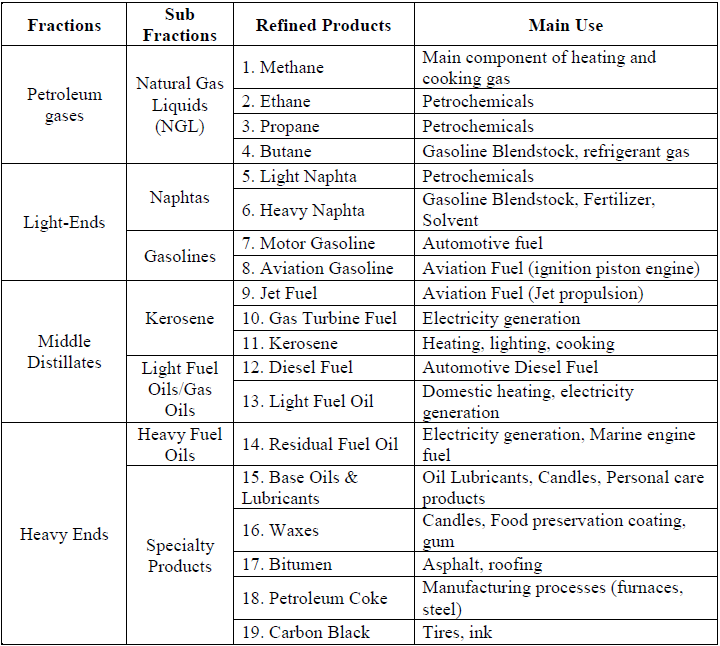 Fractions
Sub
Fractions
Refined Products
Main Use
Petroleum
gases
Natural Gas
Liquids
(NGL)
1. Methane
Main component of heating and
cooking gas
2. Ethane
Petrochemicals
3. Propane
Petrochemicals
4. Butane
Gasoline Blendstock, refrigerant gas
Light-Ends
Naphtas
5. Light Naphta
Petrochemicals
6. Heavy Naphta
Gasoline Blendstock, Fertilizer,
Solvent
Gasolines
7. Motor Gasoline
Automotive fuel
8. Aviation Gasoline
Aviation Fuel (ignition piston engine)
Middle
Distillates
Kerosene
9. Jet Fuel
Aviation Fuel (Jet propulsion)
10. Gas Turbine Fuel
Electricity generation
11. Kerosene
Heating, lighting, cooking
Light Fuel
Oils/Gas
Oils
12. Diesel Fuel
Automotive Diesel Fuel
13. Light Fuel Oil
Domestic heating, electricity
generation
Heavy Ends
Heavy Fuel
Oils
14. Residual Fuel Oil
Electricity generation, Marine engine
fuel
Specialty
Products
15. Base Oils &
Lubricants
Oil Lubricants, Candles, Personal care
products
16. Waxes
Candles, Food preservation coating,
gum
17. Bitumen
Asphalt, roofing
18. Petroleum Coke
Manufacturing processes (furnaces,
steel)
19. Carbon Black
Tires, ink